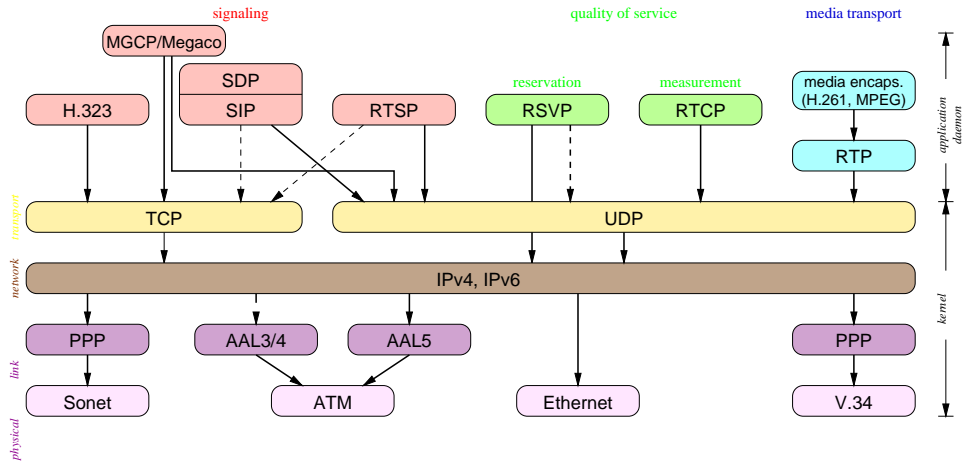 signaling
quality of service
media transport
MGCP/Megaco
SDP
SIP
reservation
measurement
media encaps.
(H.261, MPEG)
H.323
RTSP
RSVP
RTCP
RTP
application
daemon
transport
TCP
UDP
network
IPv4, IPv6
kernel
PPP
AAL3/4
AAL5
PPP
link
Sonet
ATM
Ethernet
V.34
physical